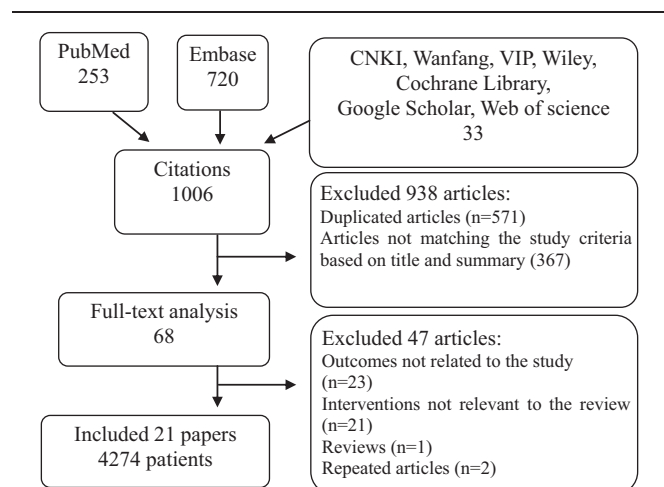 PubMed
253
Embase
720
CNKI, Wanfang, VIP, Wiley,
Cochrane Library,
Google Scholar, Web of science
33
Citations
1006
Excluded 938 articles:
Duplicated articles (n=571)
Articles not matching the study criteria
based on title and summary (367)
Full-text analysis
68
Excluded 47 articles:
Outcomes not related to the study
(n=23)
Interventions not relevant to the review
(n=21)
Reviews (n=1)
Repeated articles (n=2)
Included 21 papers
4274 patients